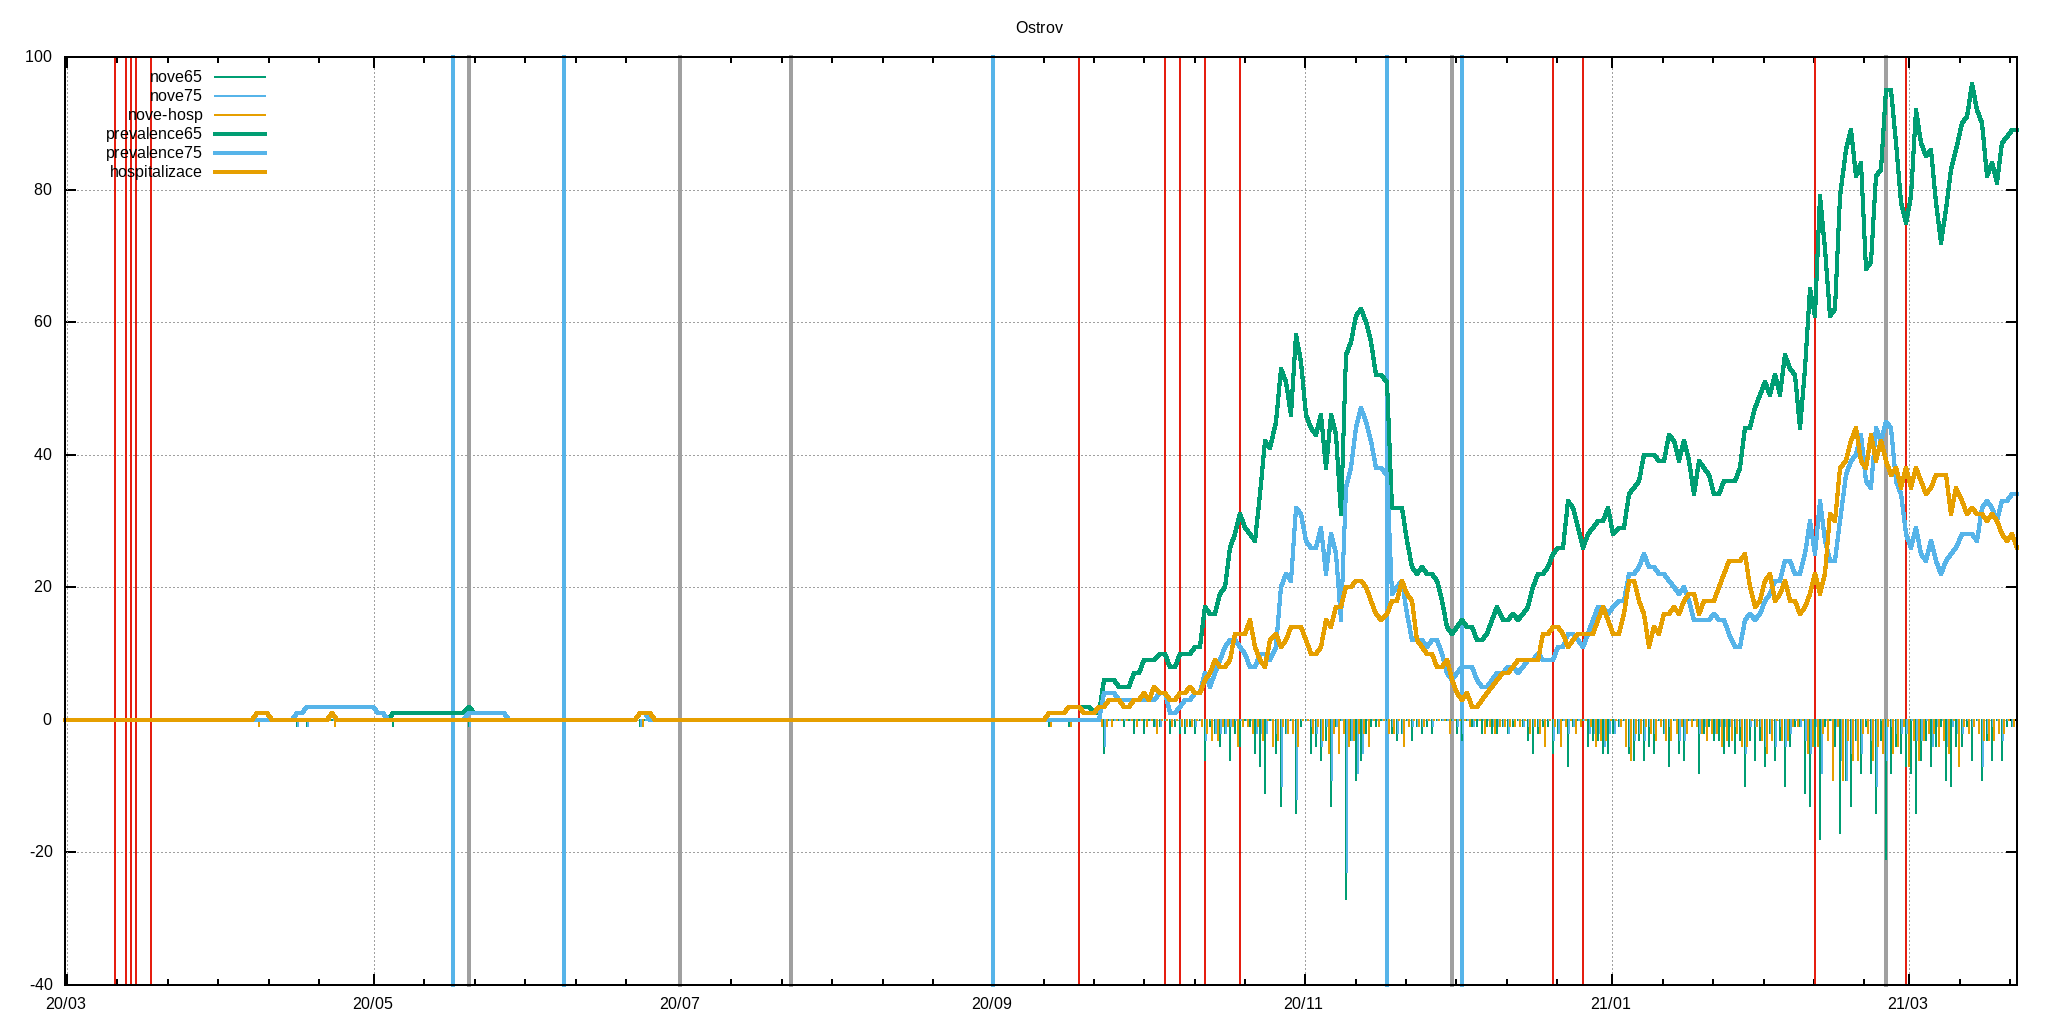 Ostrov
100
80
60
40
20
0
-20
-40
nove65
nove75
nove-hosp
prevalence65
prevalence75
hospitalizace
20/03 20/05 20/07 20/09 20/11 21/01 21/03